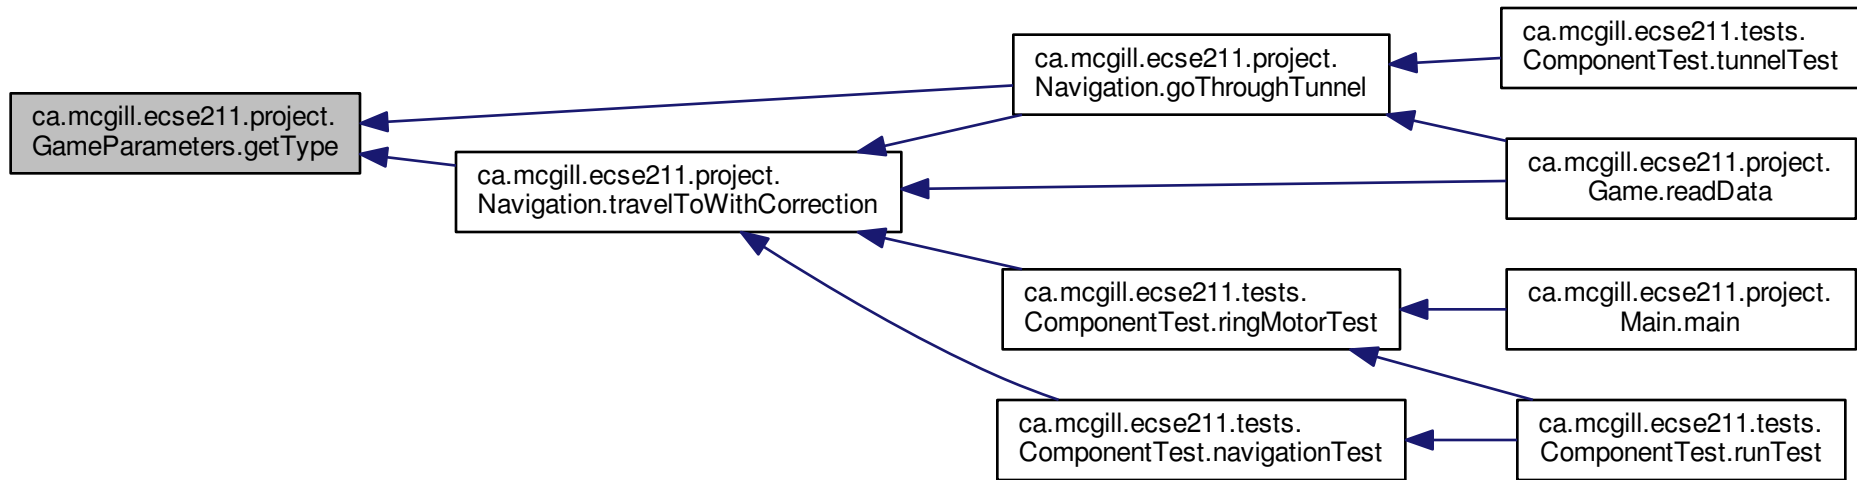 ca.mcgill.ecse211.project.
GameParameters.getType
ca.mcgill.ecse211.project.
Navigation.travelToWithCorrection
ca.mcgill.ecse211.project.
Navigation.goThroughTunnel
ca.mcgill.ecse211.tests.
ComponentTest.ringMotorTest
ca.mcgill.ecse211.tests.
ComponentTest.navigationTest
ca.mcgill.ecse211.tests.
ComponentTest.tunnelTest
ca.mcgill.ecse211.project.
Game.readData
ca.mcgill.ecse211.project.
Main.main
ca.mcgill.ecse211.tests.
ComponentTest.runTest